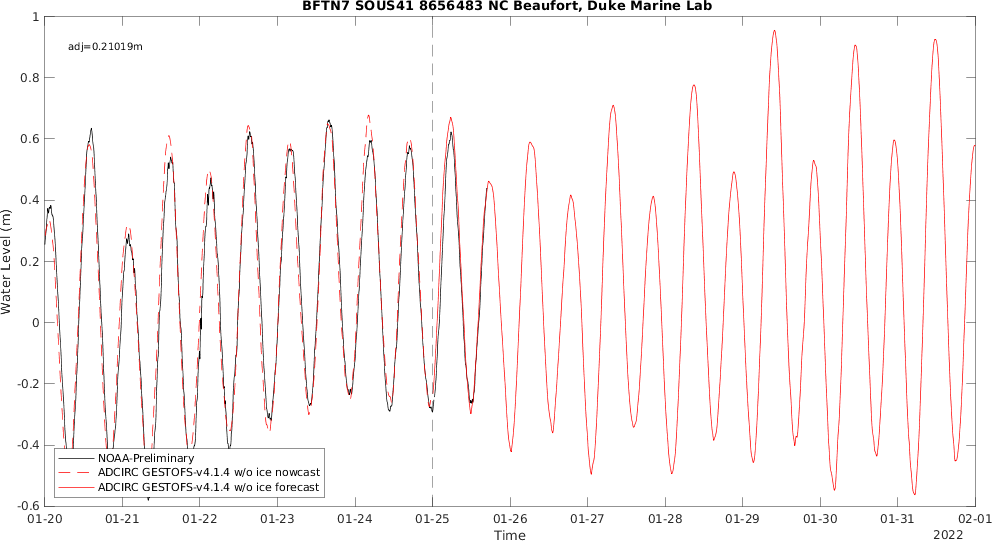 BFTN7 SOUS41 8656483 NC Beaufort, Duke Marine Lab
adj=0.21019m
1
0.8
0.6
0.4
0.2
0
-0.2
-0.4
-0.6
Water Level (m)
NOAA-Preliminary
ADCIRC GESTOFS-v4.1.4 w/o ice nowcast
ADCIRC GESTOFS-v4.1.4 w/o ice forecast
01-20 01-21 01-22 01-23 01-24 01-25 01-26 01-27 01-28 01-29 01-30 01-31 02-01
Time
2022